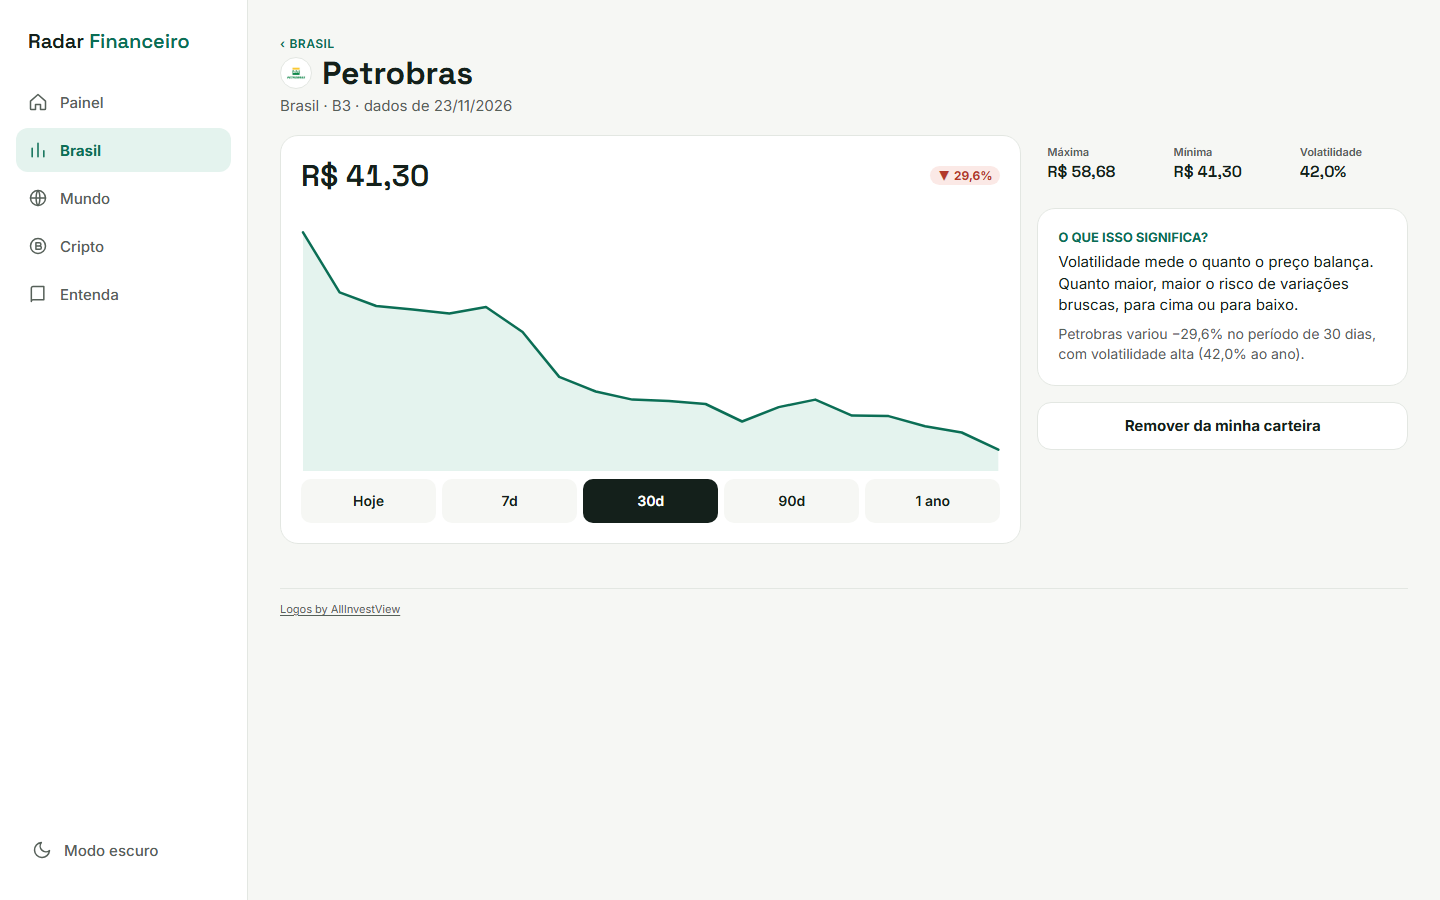 Radar Financeiro
Painel
Brasil
Mundo
Cripto
Entenda
Modo escuro
‹ BRASIL
Petrobras
Brasil · B3 · dados de 23/11/2026
R$ 41,30
▼ 29,6%
Hoje
7d
30d
90d
1 ano
Máxima
R$ 58,68
Mínima
R$ 41,30
Volatilidade
42,0%
O QUE ISSO SIGNIFICA?
Volatilidade mede o quanto o preço balança.
Quanto maior, maior o risco de variações
bruscas, para cima ou para baixo.
Petrobras variou −29,6% no período de 30 dias,
com volatilidade alta (42,0% ao ano).
Remover da minha carteira
Logos by AllInvestView